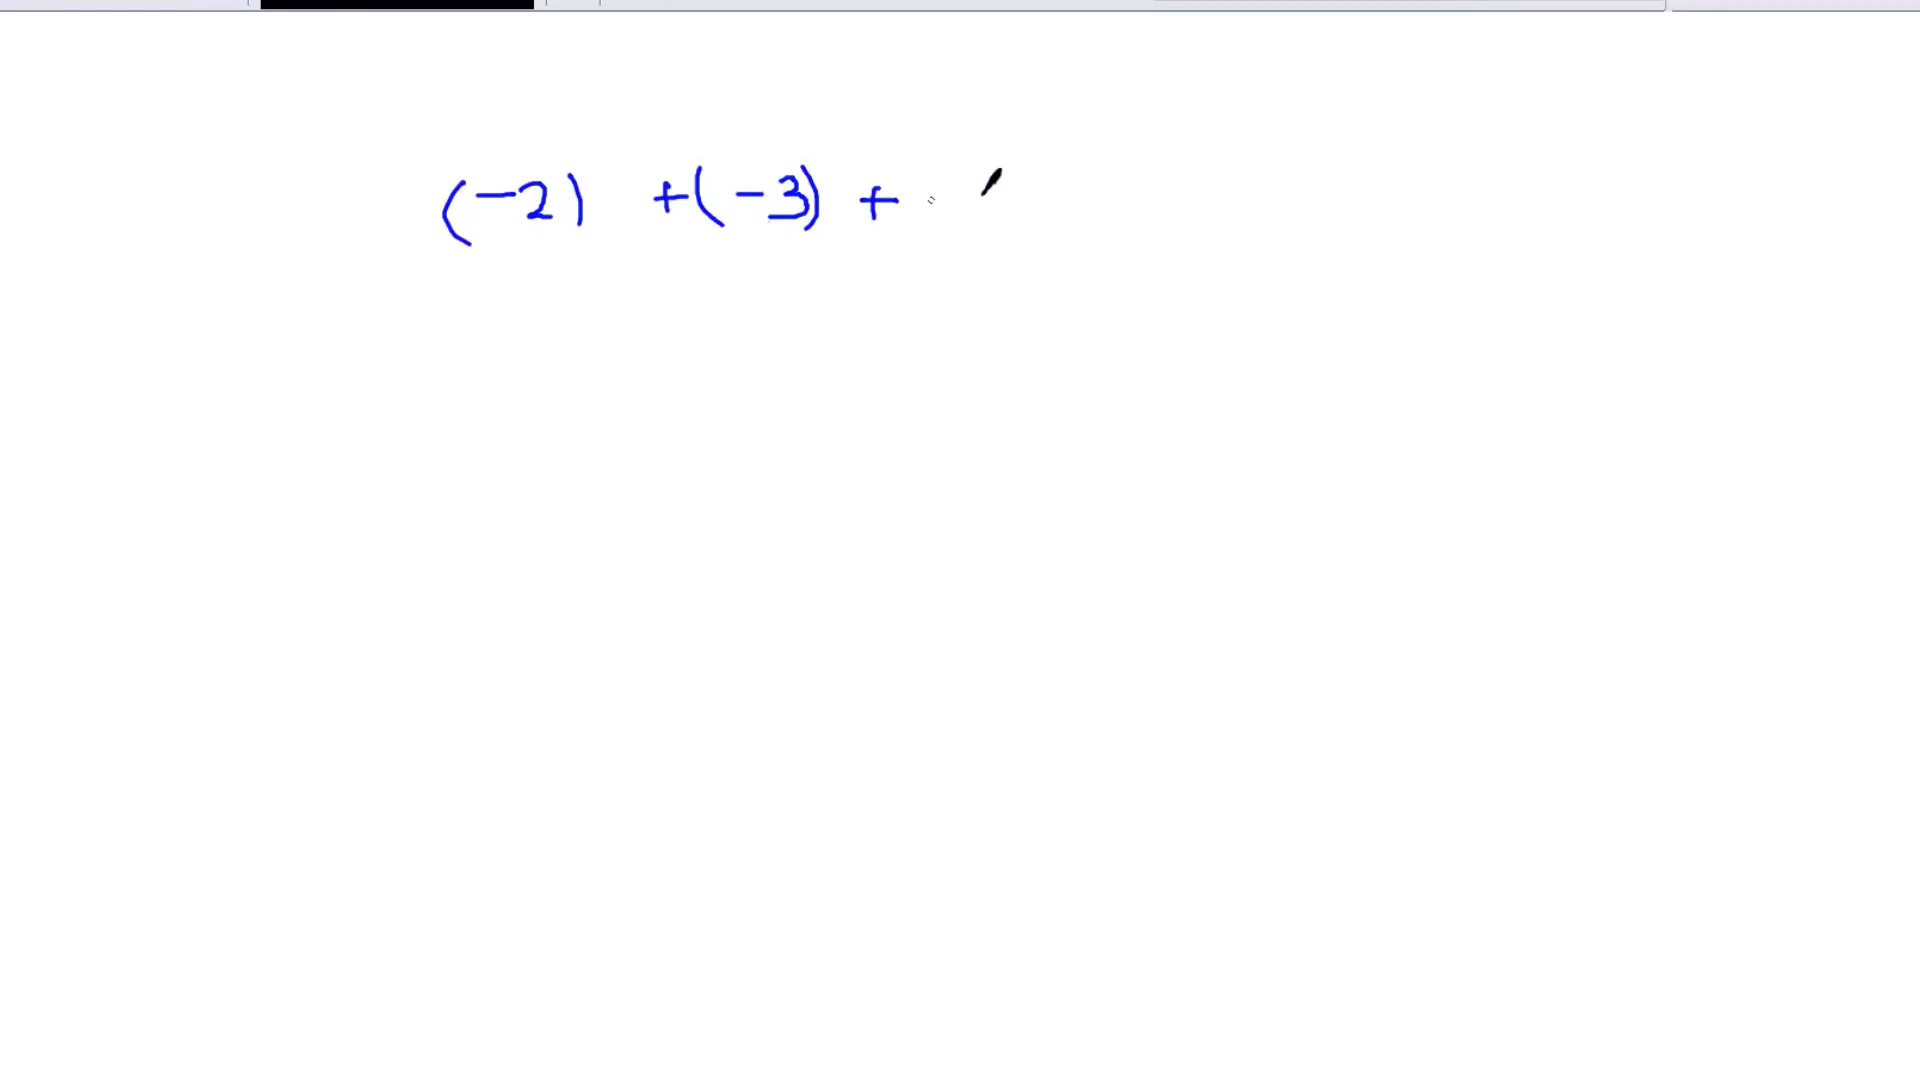 (-2) +(-3) +